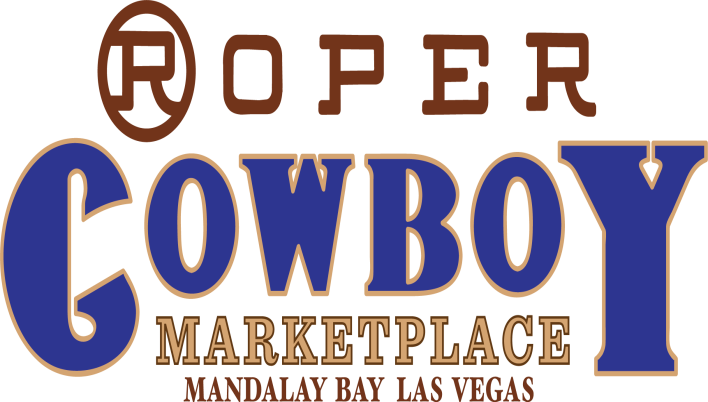 ROPER
COWBOY
MARKETPLACE
MANDALAY BAY LAS VEGAS